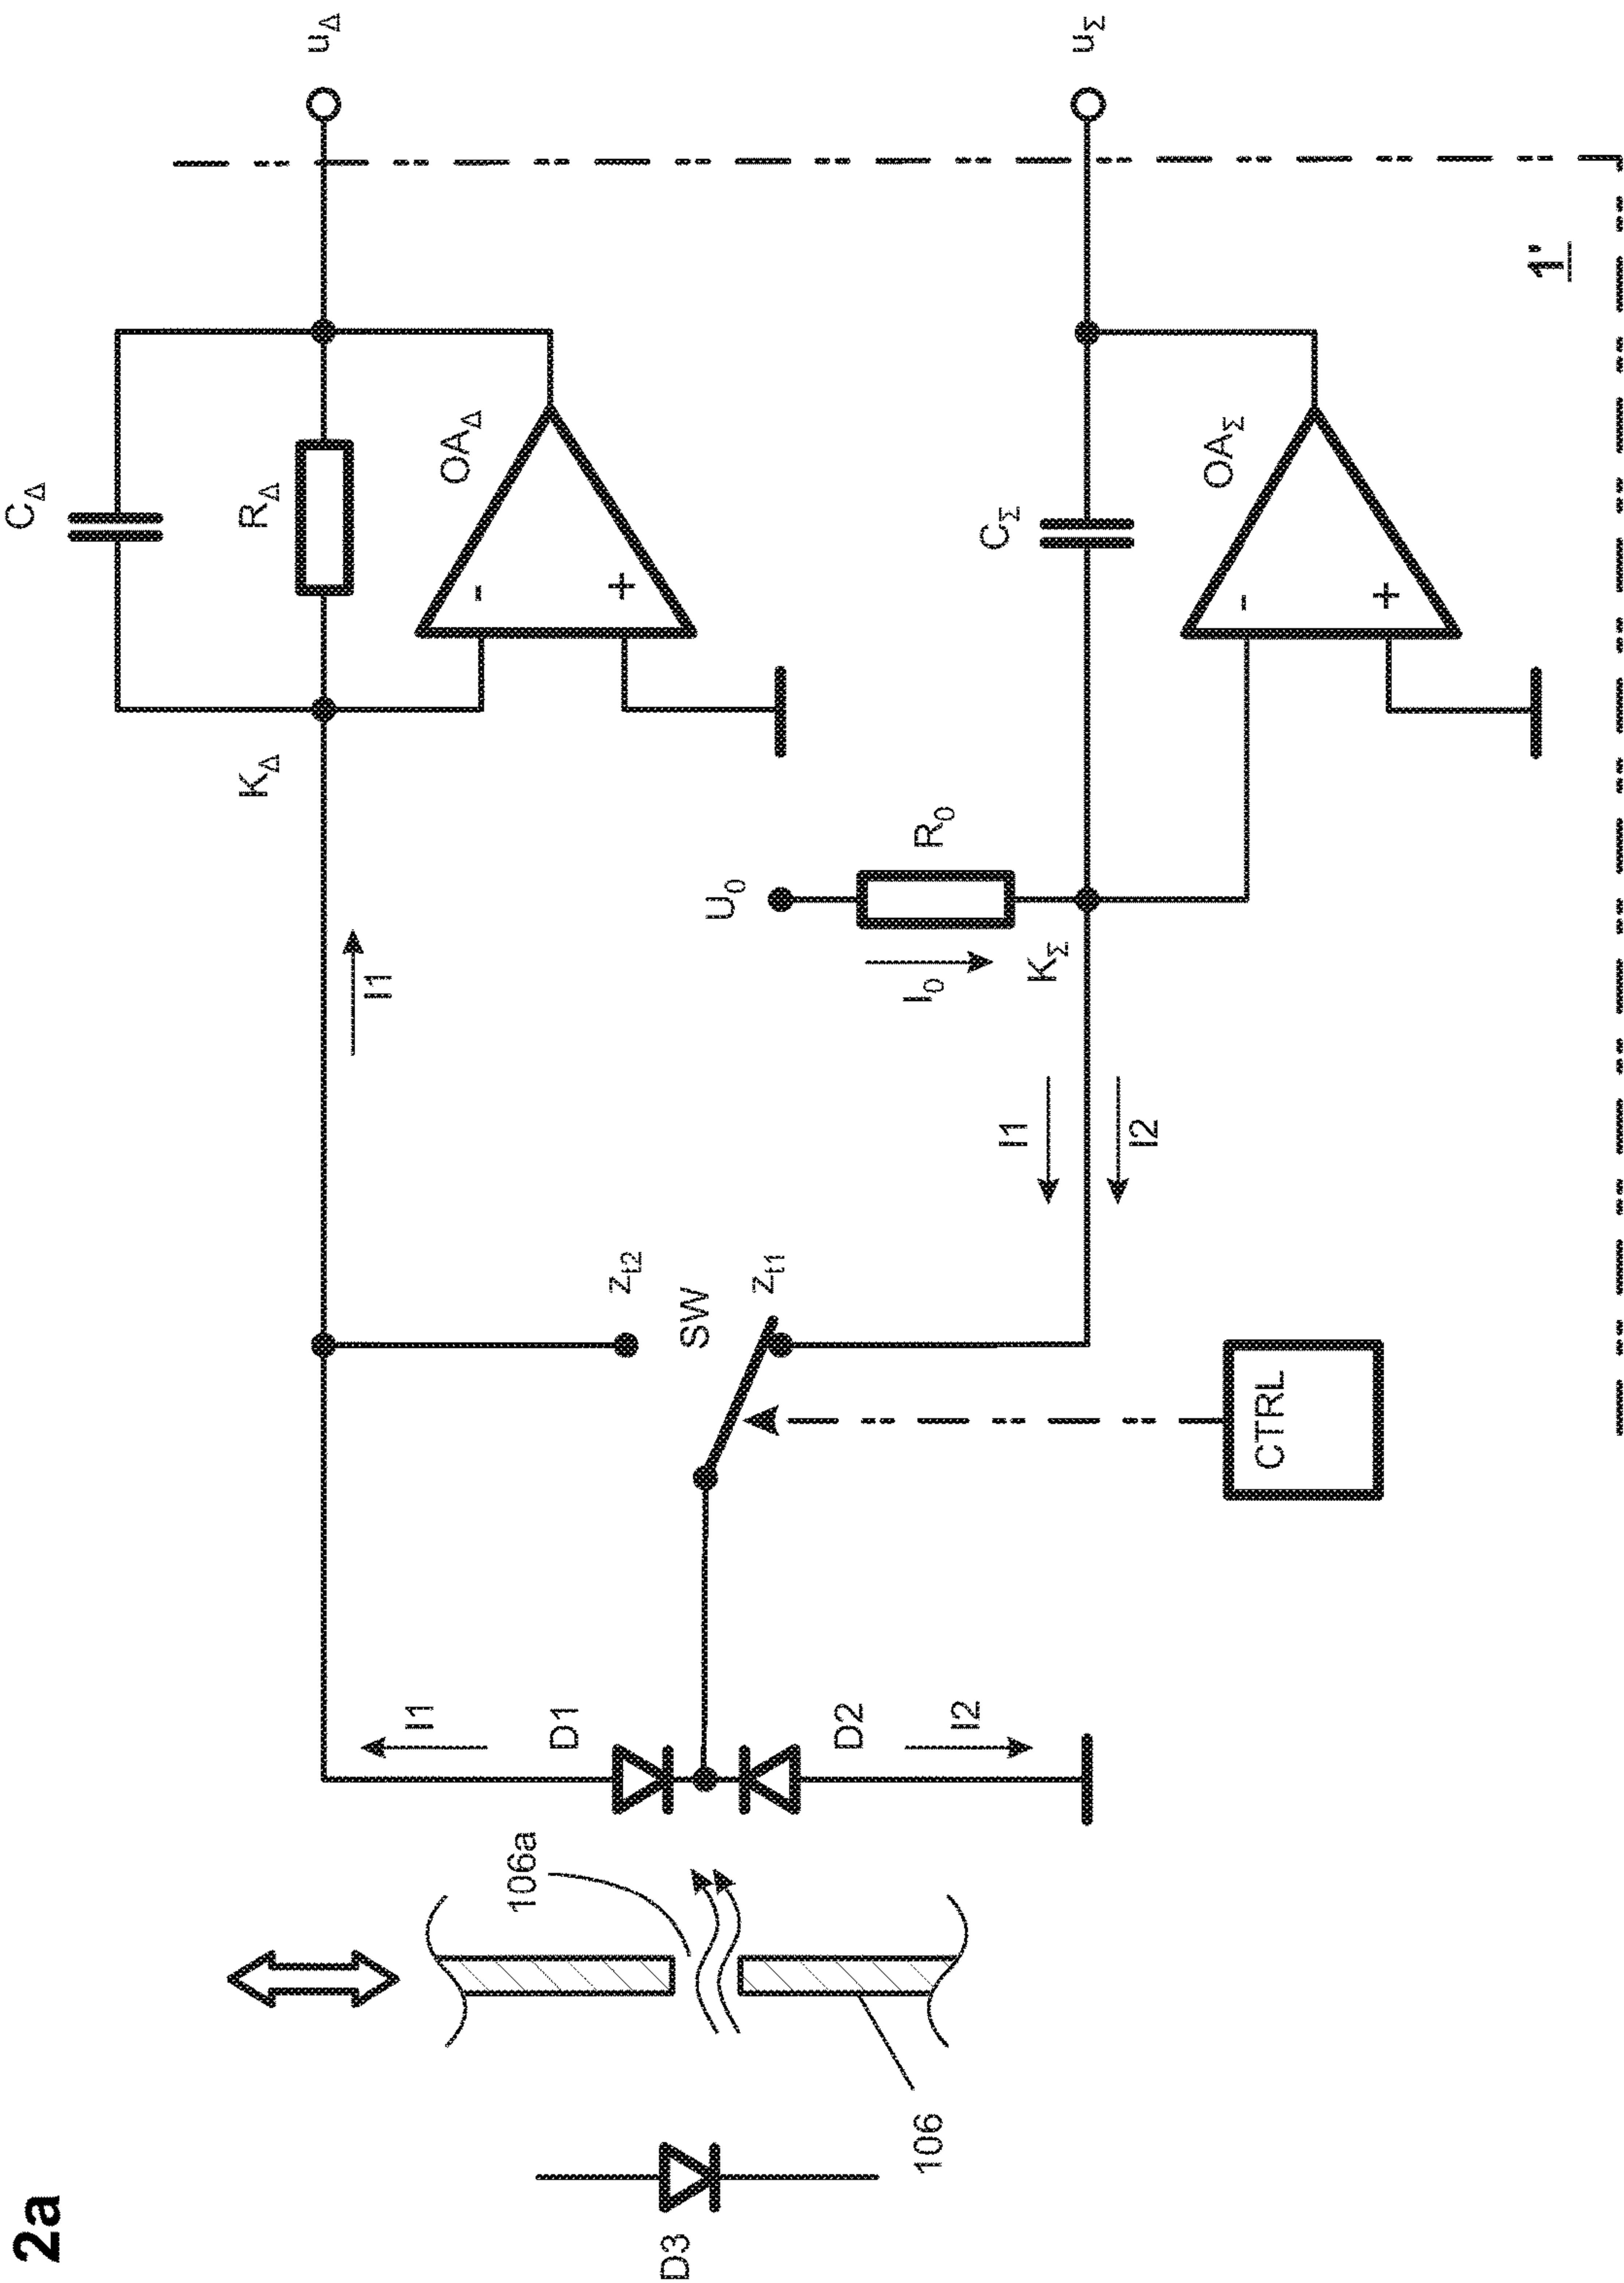 2a
C_Δ
R_Δ
u_Δ
OA_Δ
-
+
K_Δ
I1
I1
D1
z_t2
SW
z_t1
U_0
R_0
I_0
K_Σ
C_Σ
u_Σ
OA_Σ
-
+
I1
I2
D2
I2
106a
106
D3
CTRL
1'